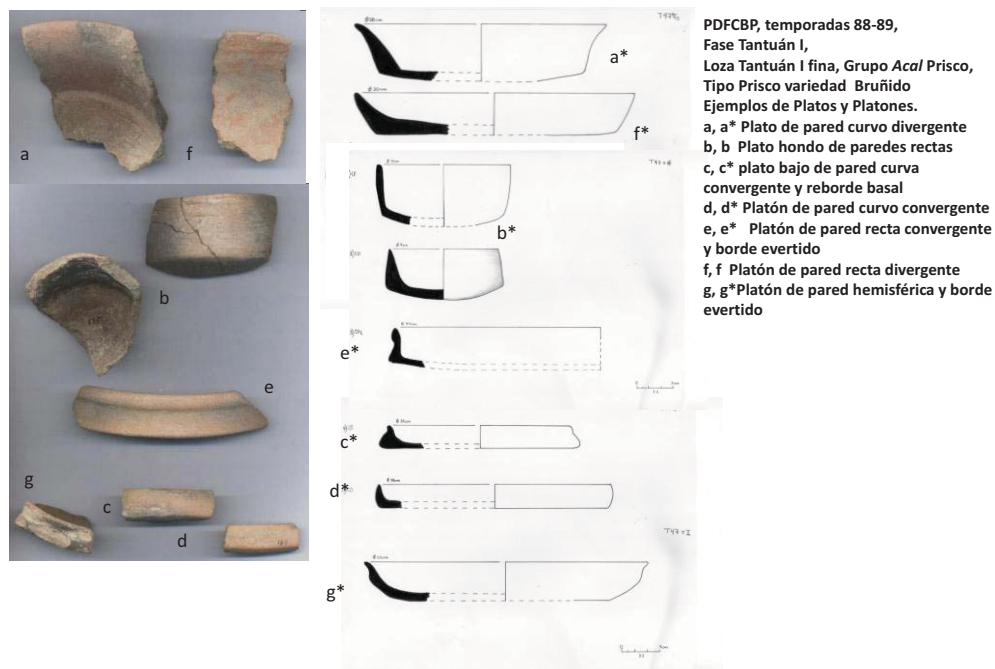 PDFCBP, temporadas 88-89,
Fase Tantuán I,
Loza Tantuán I fina, Grupo Acal Prisco,
Tipo Prisco variedad  Bruñido
Ejemplos de Platos y Platones.
a, a* Plato de pared curvo divergente
b, b  Plato hondo de paredes rectas
c, c* plato bajo de pared curva
convergente y reborde basal
d, d* Platón de pared curvo convergente
e, e*   Platón de pared recta convergente
y borde evertido
f, f  Platón de pared recta divergente
g, g*Platón de pared hemisférica y borde
evertido
a
f
b
e
g
c
d
a*
f*
b*
e*
c*
d*
g*